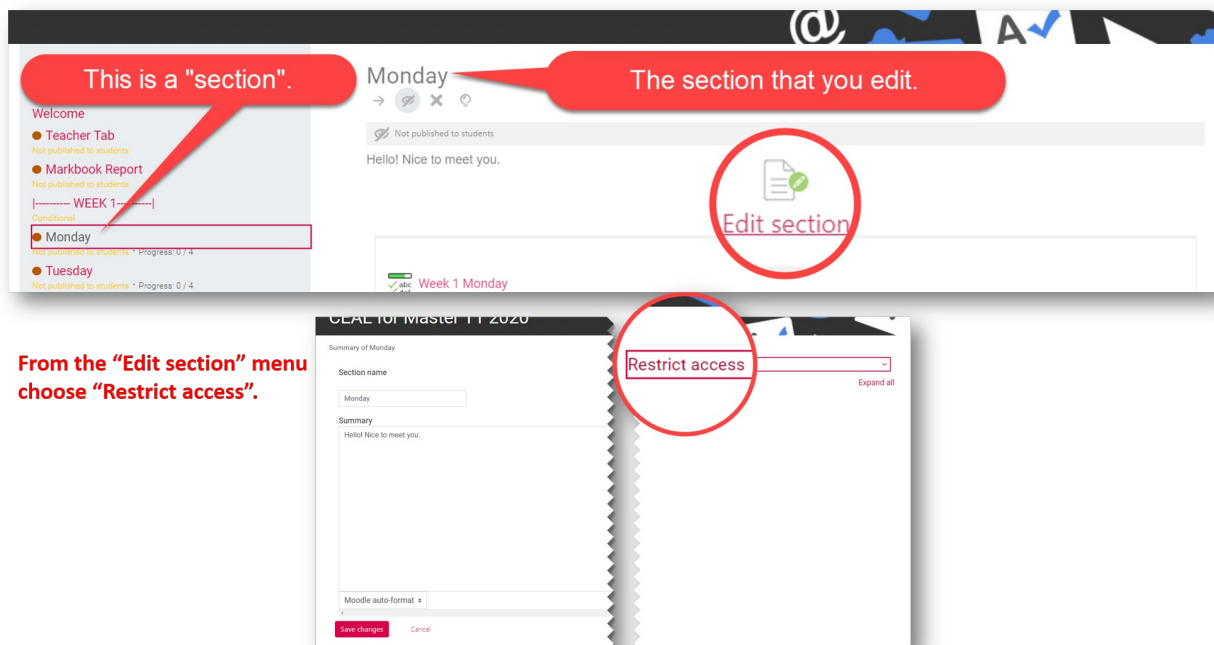 @ A
This is a "section".
Monday
The section that you edit.
Welcome
Teacher Tab
Not published to students
Markbook Report
Not published to students
|---------- WEEK 1----------|
Conditional
Monday
Not published to students • Progress: 0 / 4
Tuesday
Not published to students • Progress: 0 / 4
Not published to students
Hello! Nice to meet you.
Edit section
abc
Week 1 Monday
From the “Edit section” menu
choose “Restrict access”.
CEAL for Master T1 2020
Summary of Monday
Section name
Monday
Summary
Hello! Nice to meet you.
Moodle auto-format
Save changes Cancel
Restrict access
Expand all